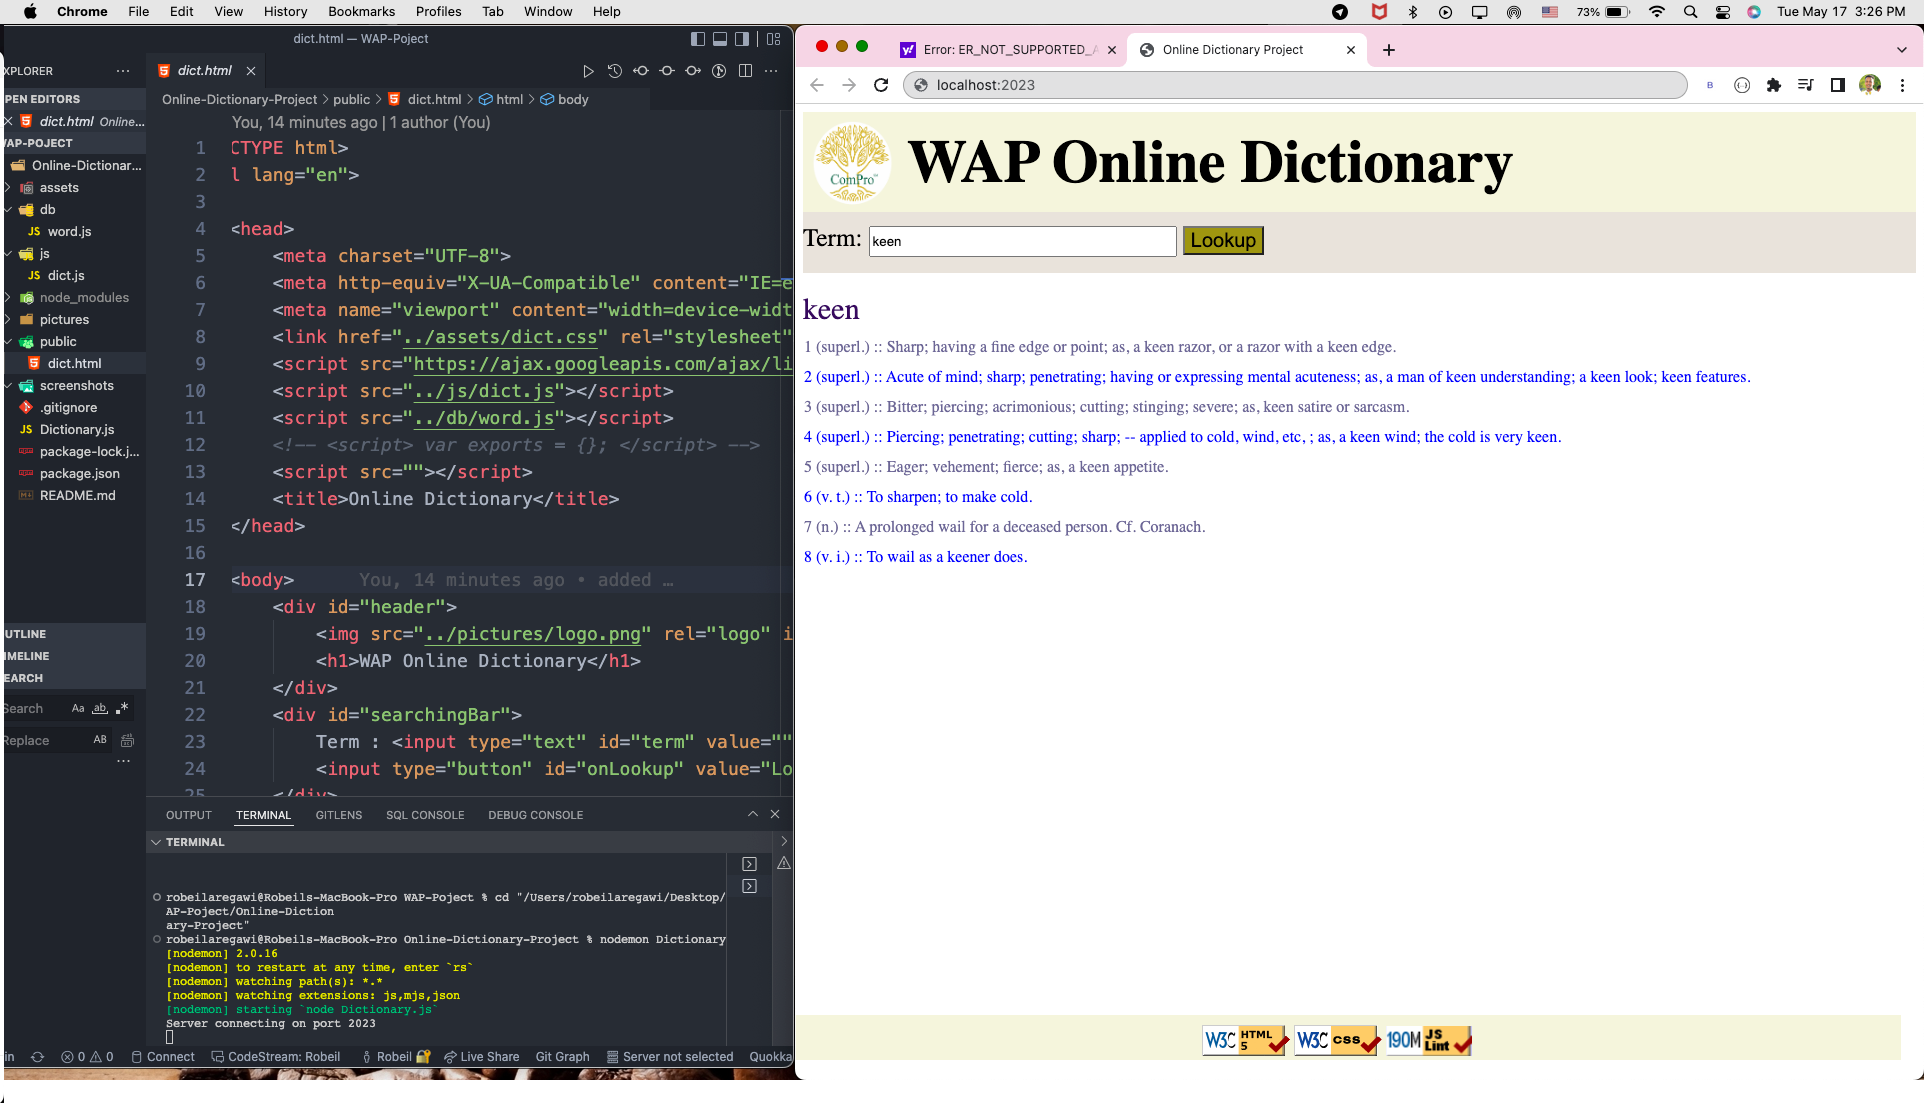 Chrome File Edit View History Bookmarks Profiles Tab Window Help 73% Tue May 17 3:26 PM
dict.html — WAP-Poject
XPLORER ···
PEN EDITORS
dict.html Online...
AP-POJECT
Online-Dictionar...
assets
db
JS word.js
js
JS dict.js
node_modules
pictures
public
dict.html
screenshots
.gitignore
JS Dictionary.js
package-lock.j...
package.json
README.md
UTLINE
IMELINE
EARCH
Search Aa ab
Replace AB
···
dict.html
Online-Dictionary-Project > public > dict.html > html > body
You, 14 minutes ago | 1 author (You)
1 CTYPE html>
2 l lang="en">
3
4 <head>
5 <meta charset="UTF-8">
6 <meta http-equiv="X-UA-Compatible" content="IE=e
7 <meta name="viewport" content="width=device-widt
8 <link href="../assets/dict.css" rel="stylesheet"
9 <script src="https://ajax.googleapis.com/ajax/li
10 <script src="../js/dict.js"></script>
11 <script src="../db/word.js"></script>
12 <!-- <script> var exports = {}; </script> -->
13 <script src=""></script>
14 <title>Online Dictionary</title>
15 </head>
16
17 <body> You, 14 minutes ago • added …
18 <div id="header">
19 <img src="../pictures/logo.png" rel="logo" i
20 <h1>WAP Online Dictionary</h1>
21 </div>
22 <div id="searchingBar">
23 Term : <input type="text" id="term" value=""
24 <input type="button" id="onLookup" value="Lo
25 </div>
OUTPUT TERMINAL GITLENS SQL CONSOLE DEBUG CONSOLE
TERMINAL
robeilaregawi@Robeils-MacBook-Pro WAP-Poject % cd "/Users/robeilaregawi/Desktop/
AP-Poject/Online-Diction
ary-Project"
robeilaregawi@Robeils-MacBook-Pro Online-Dictionary-Project % nodemon Dictionary
[nodemon] 2.0.16
[nodemon] to restart at any time, enter `rs`
[nodemon] watching path(s): *.*
[nodemon] watching extensions: js,mjs,json
[nodemon] starting `node Dictionary.js`
Server connecting on port 2023
in 0 0 Connect CodeStream: Robeil Robeil Live Share Git Graph Server not selected Quokka
Error: ER_NOT_SUPPORTED_A Online Dictionary Project
localhost:2023
ComPro
WAP Online Dictionary
Term: keen Lookup
keen
1 (superl.) :: Sharp; having a fine edge or point; as, a keen razor, or a razor with a keen edge.
2 (superl.) :: Acute of mind; sharp; penetrating; having or expressing mental acuteness; as, a man of keen understanding; a keen look; keen features.
3 (superl.) :: Bitter; piercing; acrimonious; cutting; stinging; severe; as, keen satire or sarcasm.
4 (superl.) :: Piercing; penetrating; cutting; sharp; -- applied to cold, wind, etc, ; as, a keen wind; the cold is very keen.
5 (superl.) :: Eager; vehement; fierce; as, a keen appetite.
6 (v. t.) :: To sharpen; to make cold.
7 (n.) :: A prolonged wail for a deceased person. Cf. Coranach.
8 (v. i.) :: To wail as a keener does.
W3C HTML 5 W3C css 190M JS Lint